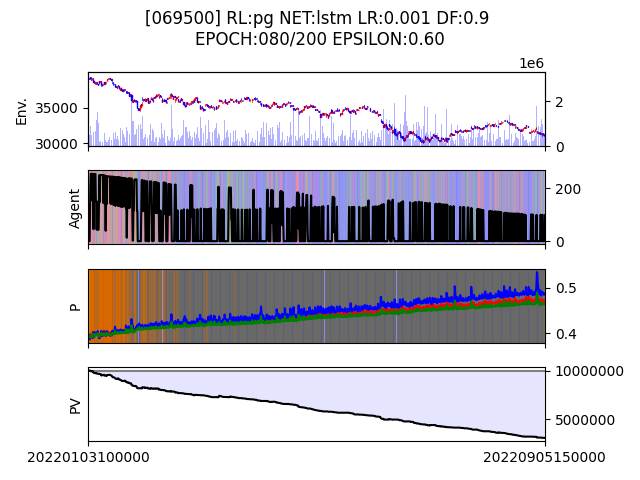 [069500] RL:pg NET:lstm LR:0.001 DF:0.9
EPOCH:080/200 EPSILON:0.60
1e6
Env.
35000
30000
2
0
Agent
200
0
P
0.5
0.4
PV
10000000
5000000
20220103100000
20220905150000